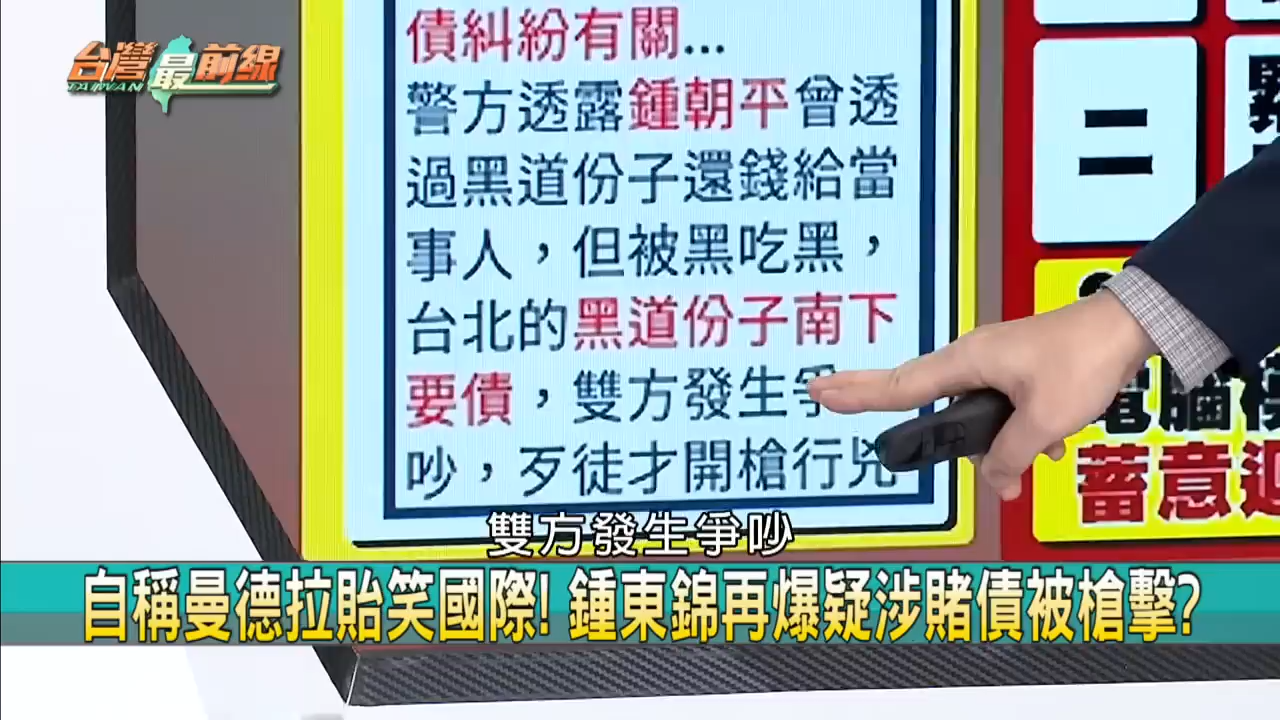 台灣最前線
TAIWAN
債糾紛有關...
警方透露鍾朝平曾透
過黑道份子還錢給當
事人，但被黑吃黑，
台北的黑道份子南下
要債，雙方發生爭
吵，歹徒才開槍行兇
二
電腦
蓄意
雙方發生爭吵
自稱曼德拉貽笑國際! 鍾東錦再爆疑涉賭債被槍擊?